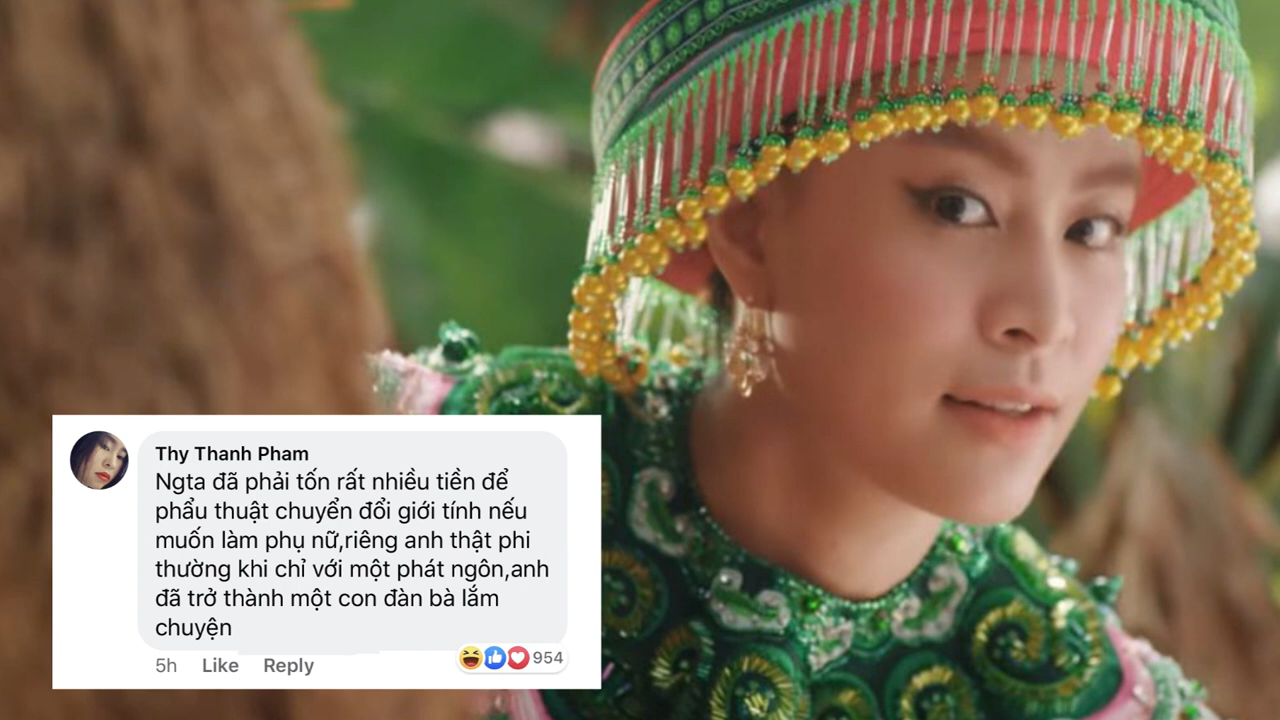 Thy Thanh Pham
Ngta đã phải tốn rất nhiều tiền để
phẩu thuật chuyển đổi giới tính nếu
muốn làm phụ nữ,riêng anh thật phi
thường khi chỉ với một phát ngôn,anh
đã trở thành một con đàn bà lắm
chuyện
5h Like Reply 954